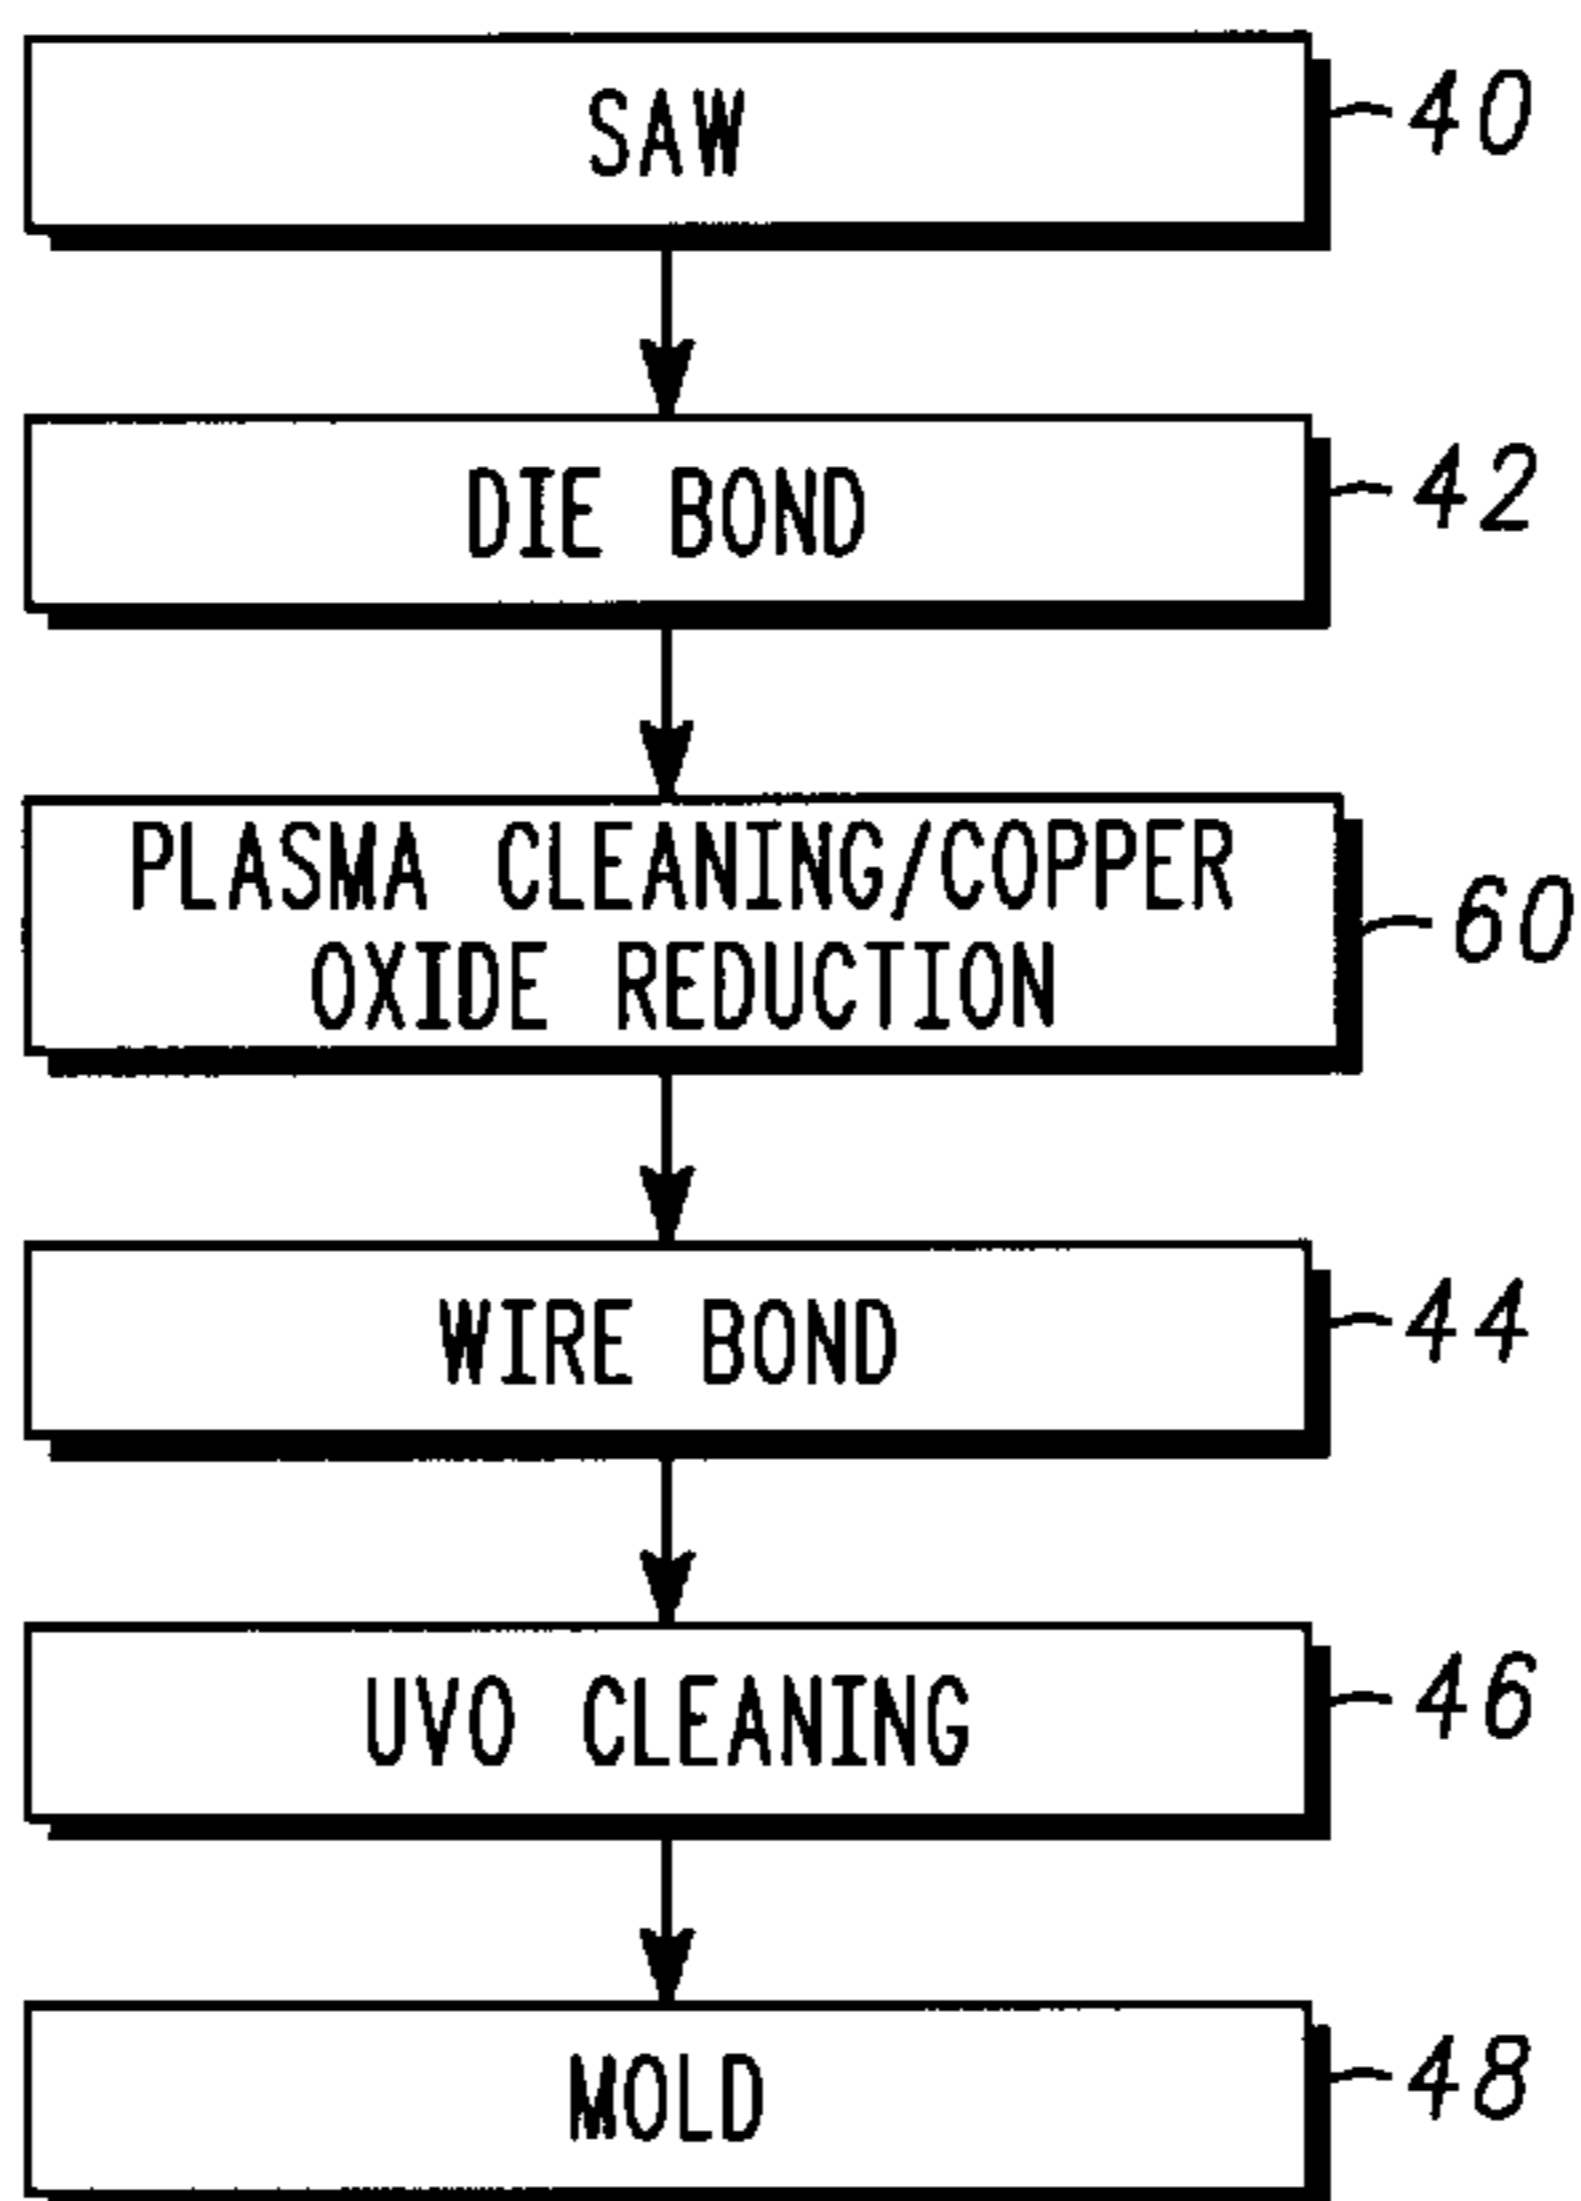 SAW 40
DIE BOND 42
PLASMA CLEANING/COPPER
OXIDE REDUCTION 60
WIRE BOND 44
UVO CLEANING 46
MOLD 48